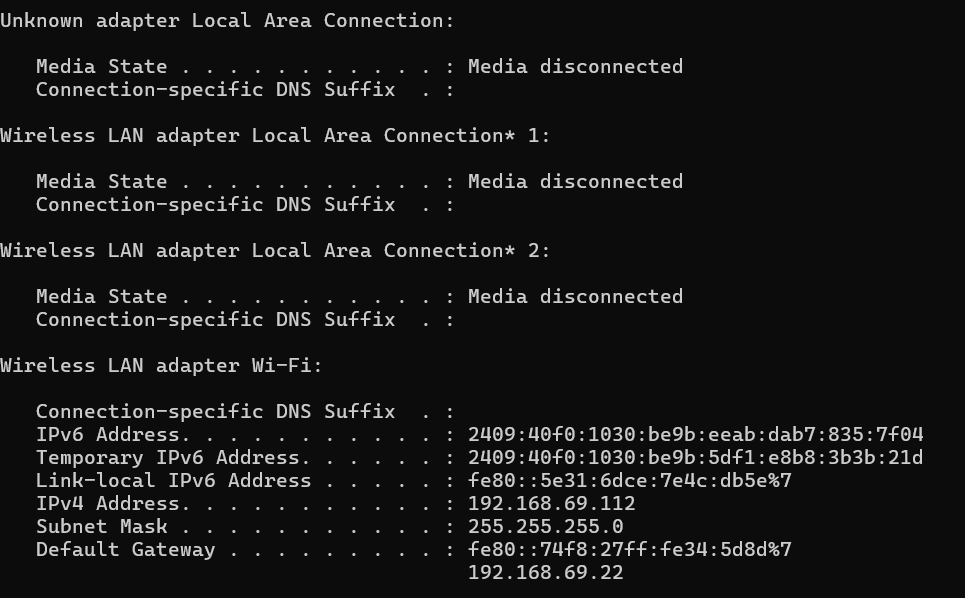 Unknown adapter Local Area Connection:
Media State . . . . . . . . . . . : Media disconnected
Connection-specific DNS Suffix  . :
Wireless LAN adapter Local Area Connection* 1:
Media State . . . . . . . . . . . : Media disconnected
Connection-specific DNS Suffix  . :
Wireless LAN adapter Local Area Connection* 2:
Media State . . . . . . . . . . . : Media disconnected
Connection-specific DNS Suffix  . :
Wireless LAN adapter Wi-Fi:
Connection-specific DNS Suffix  . :
IPv6 Address. . . . . . . . . . . : 2409:40f0:1030:be9b:eeab:dab7:835:7f04
Temporary IPv6 Address. . . . . . : 2409:40f0:1030:be9b:5df1:e8b8:3b3b:21d
Link-local IPv6 Address . . . . . : fe80::5e31:6dce:7e4c:db5e%7
IPv4 Address. . . . . . . . . . . : 192.168.69.112
Subnet Mask . . . . . . . . . . . : 255.255.255.0
Default Gateway . . . . . . . . . : fe80::74f8:27ff:fe34:5d8d%7
192.168.69.22